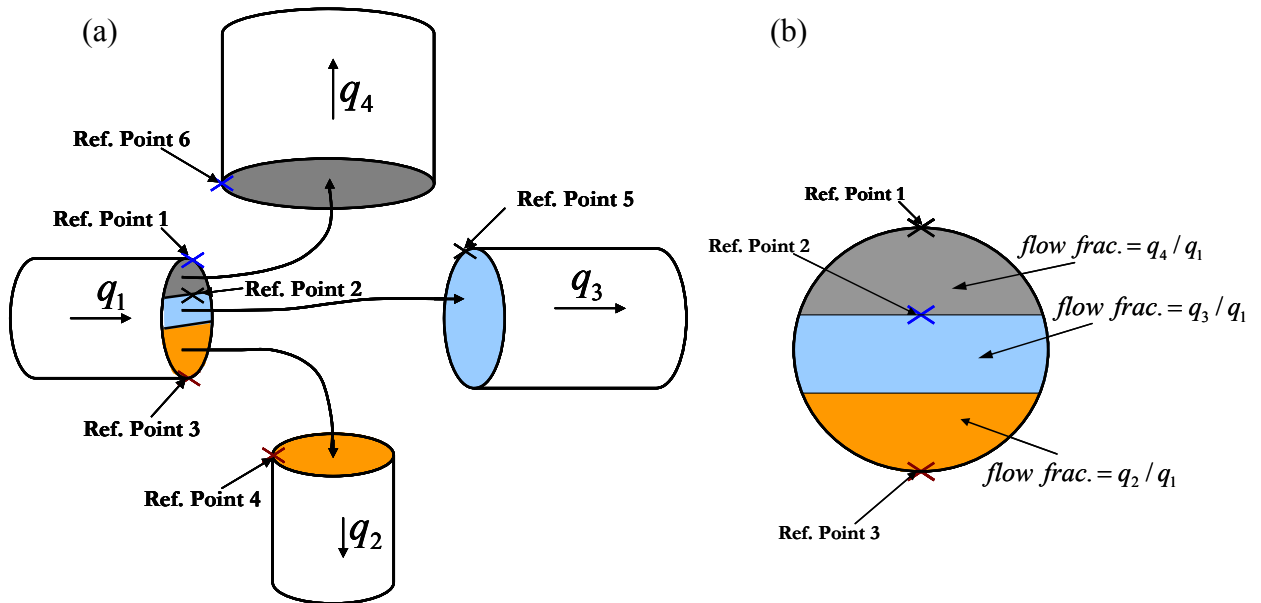 (a)
q4
Ref. Point 6
Ref. Point 1
Ref. Point 5
q1
Ref. Point 2
q3
Ref. Point 3
Ref. Point 4
q2
(b)
Ref. Point 1
Ref. Point 2
flow frac. = q4 / q1
flow frac. = q3 / q1
flow frac. = q2 / q1
Ref. Point 3